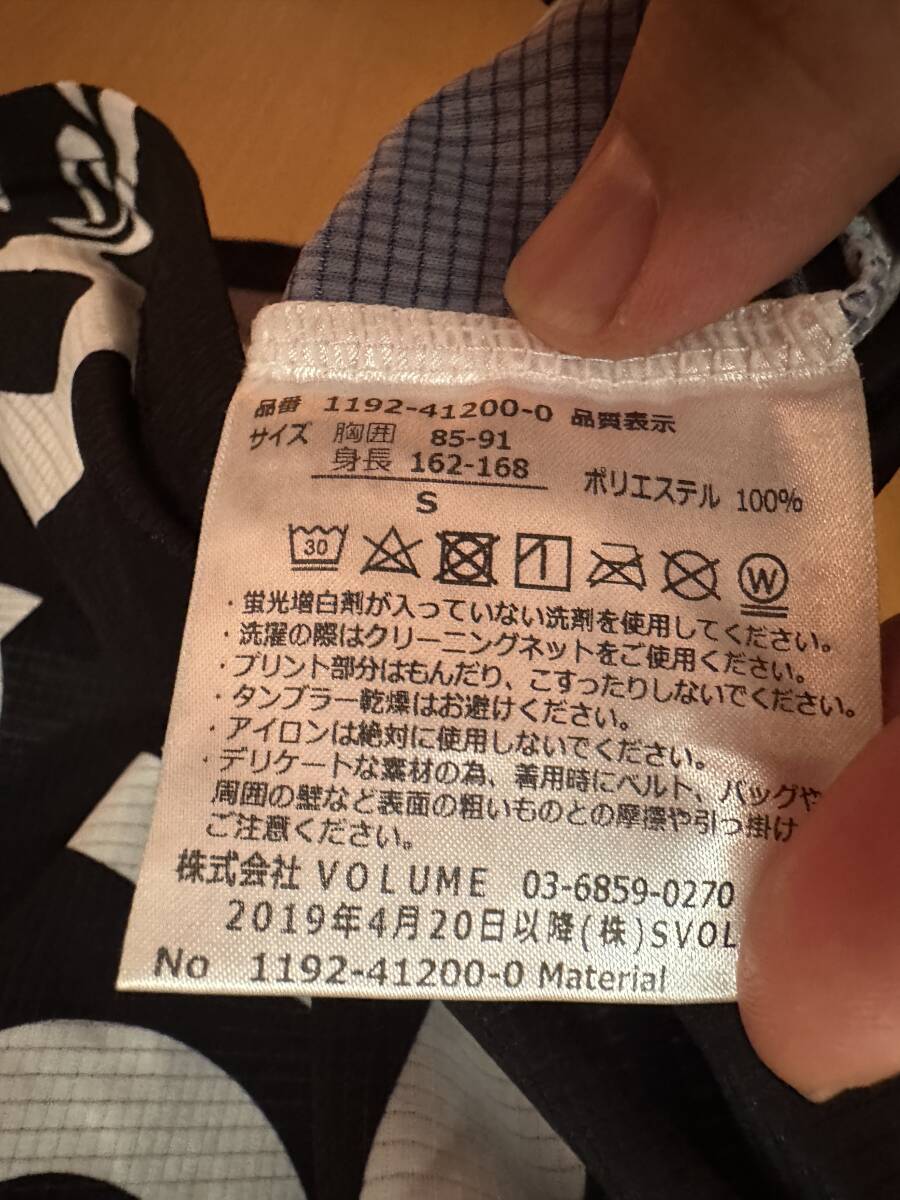 品番 1192-41200-0 品質表示
サイズ 胸囲 85-91
身長 162-168
S
ポリエステル 100%
30
W
・蛍光増白剤が入っていない洗剤を使用してください。
・洗濯の際はクリーニングネットをご使用ください。
・プリント部分はもんだり、こすったりしないでください。
・タンブラー乾燥はお避けください。
・アイロンは絶対に使用しないでください。
・デリケートな素材の為、着用時にベルト、バッグや
周囲の壁など表面の粗いものとの摩擦や引っ掛け
ご注意ください。
株式会社 VOLUME 03-6859-0270
2019年4月20日以降(株)SVOL
No 1192-41200-0 Material